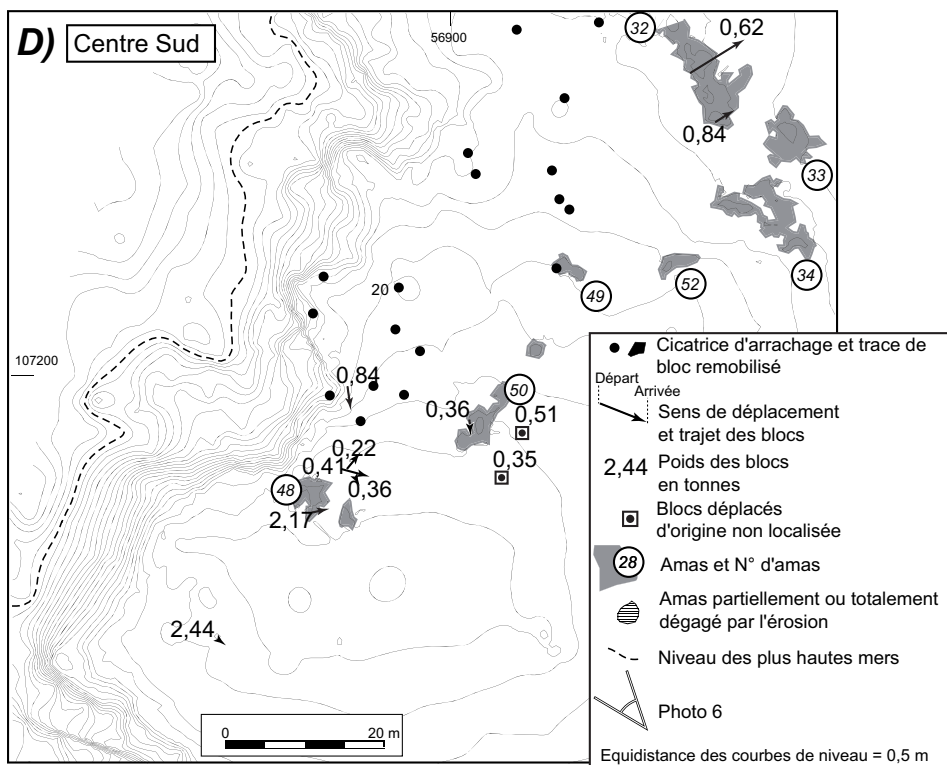 D) Centre Sud
56900
32
0,62
0,84
33
34
49
52
20
107200
0,84
50
0,36
0,51
0,35
0,22
0,41
0,36
48
2,17
2,44
0 20 m
Cicatrice d'arrachage et trace de
bloc remobilisé
Départ
Arrivée
Sens de déplacement
et trajet des blocs
2,44 Poids des blocs
en tonnes
Blocs déplacés
d'origine non localisée
28 Amas et N° d'amas
Amas partiellement ou totalement
dégagé par l'érosion
Niveau des plus hautes mers
Photo 6
Equidistance des courbes de niveau = 0,5 m